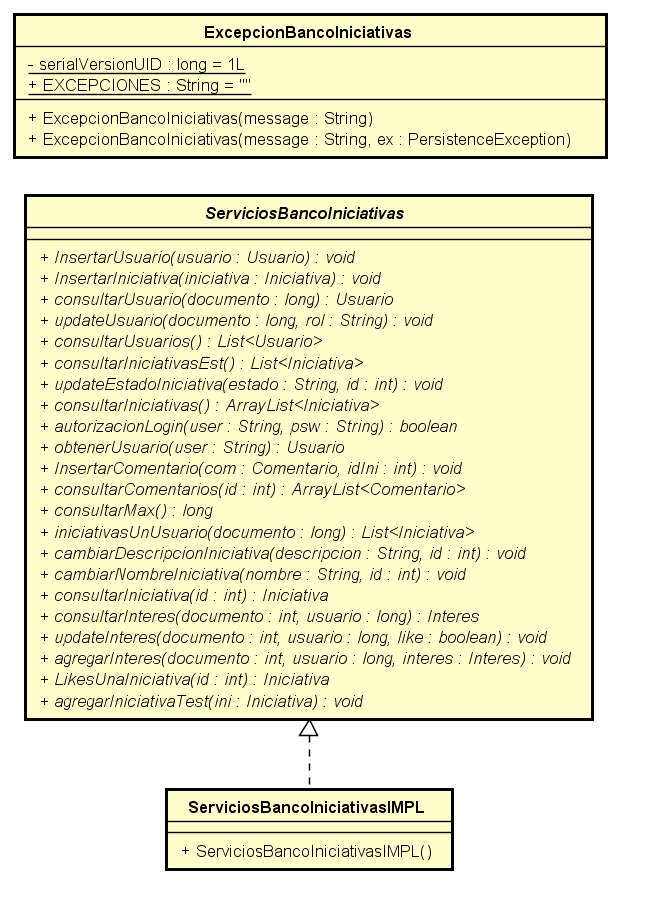 ExcepcionBancoIniciativas
- serialVersionUID : long = 1L
+ EXCEPCIONES : String = ""
+ ExcepcionBancoIniciativas(message : String)
+ ExcepcionBancoIniciativas(message : String, ex : PersistenceException)
ServiciosBancoIniciativas
+ InsertarUsuario(usuario : Usuario) : void
+ InsertarIniciativa(iniciativa : Iniciativa) : void
+ consultarUsuario(documento : long) : Usuario
+ updateUsuario(documento : long, rol : String) : void
+ consultarUsuarios() : List<Usuario>
+ consultarIniciativasEst() : List<Iniciativa>
+ updateEstadoIniciativa(estado : String, id : int) : void
+ consultarIniciativas() : ArrayList<Iniciativa>
+ autorizacionLogin(user : String, psw : String) : boolean
+ obtenerUsuario(user : String) : Usuario
+ InsertarComentario(com : Comentario, idIni : int) : void
+ consultarComentarios(id : int) : ArrayList<Comentario>
+ consultarMax() : long
+ iniciativasUnUsuario(documento : long) : List<Iniciativa>
+ cambiarDescripcionIniciativa(descripcion : String, id : int) : void
+ cambiarNombreIniciativa(nombre : String, id : int) : void
+ consultarIniciativa(id : int) : Iniciativa
+ consultarInteres(documento : int, usuario : long) : Interes
+ updateInteres(documento : int, usuario : long, like : boolean) : void
+ agregarInteres(documento : int, usuario : long, interes : Interes) : void
+ LikesUnaIniciativa(id : int) : Iniciativa
+ agregarIniciativaTest(ini : Iniciativa) : void
ServiciosBancoIniciativasIMPL
+ ServiciosBancoIniciativasIMPL()